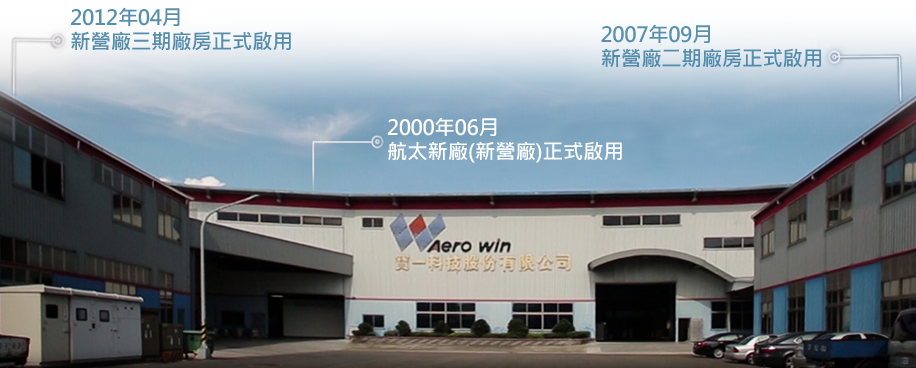 2012年04月
新營廠三期廠房正式啟用
2007年09月
新營廠二期廠房正式啟用
2000年06月
航太新廠(新營廠)正式啟用
Aero win
寶一科技股份有限公司